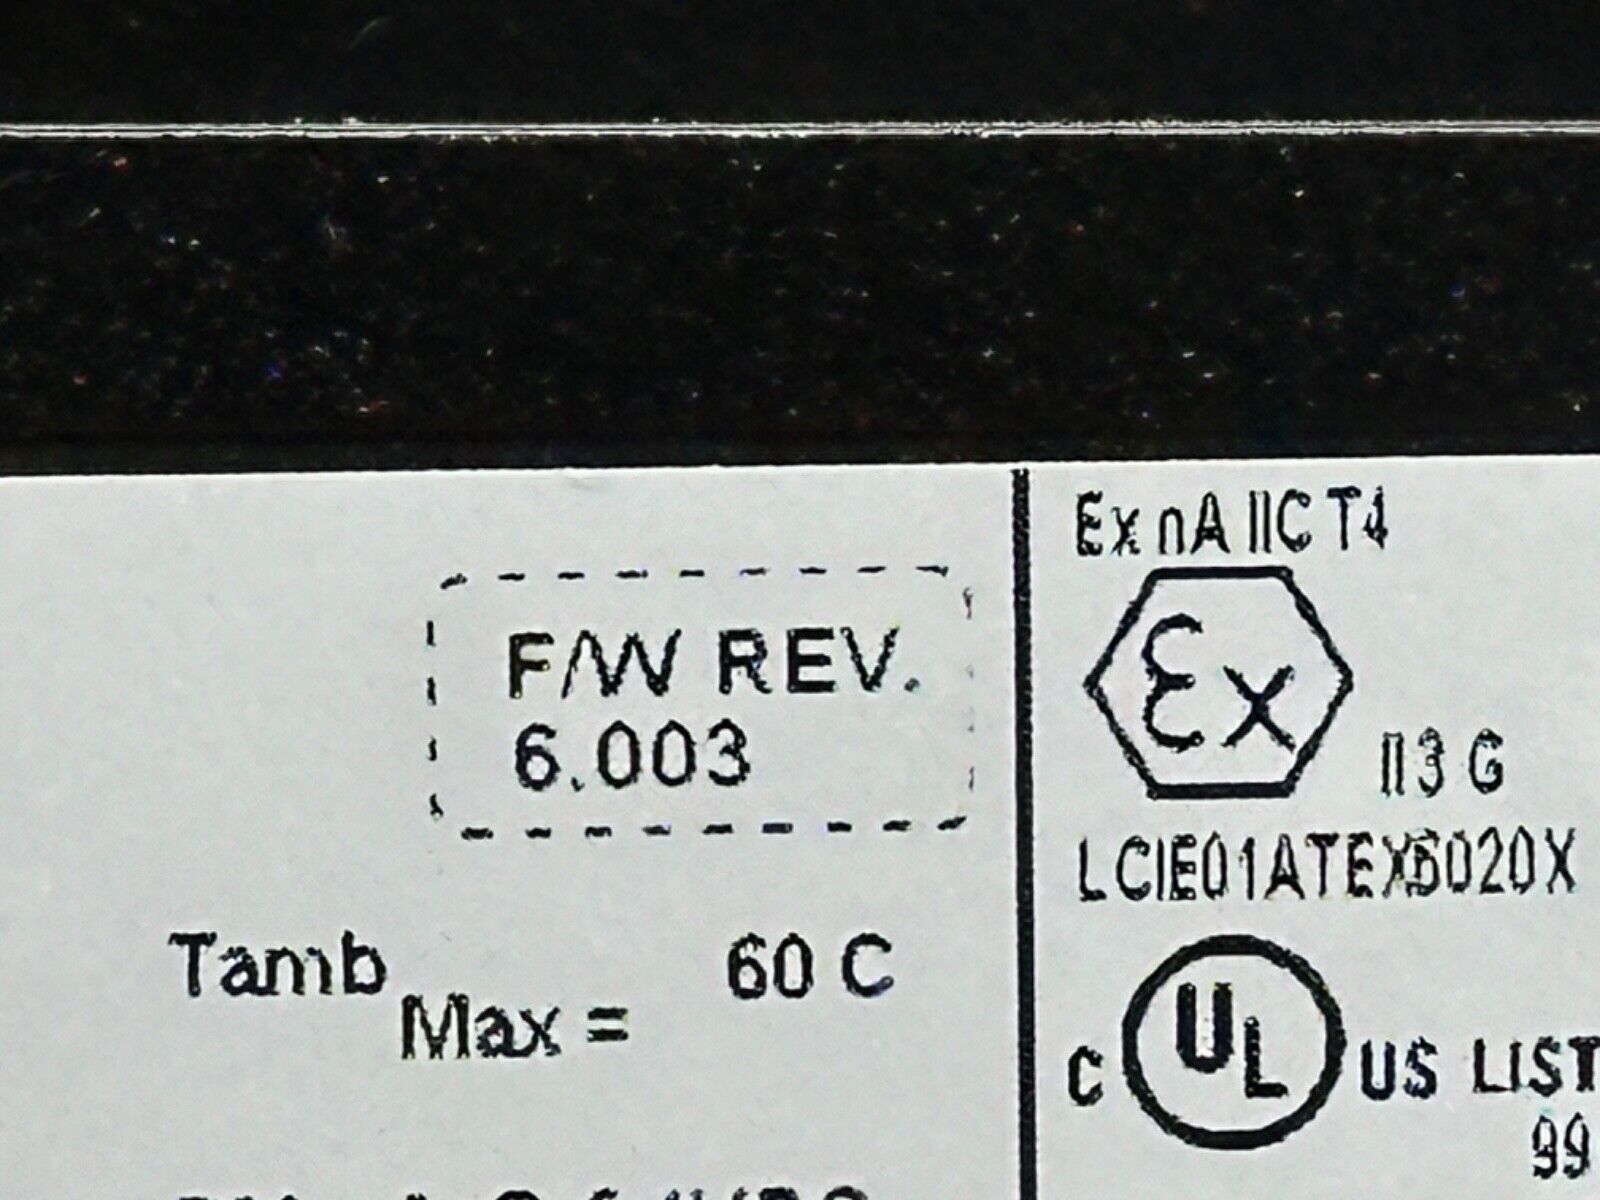 F/W REV.
6.003
Tamb
Max =
60 C
Ex nA IIC T4
Ex
II 3 G
LCIE01ATEX6020X
C UL US LIST
99